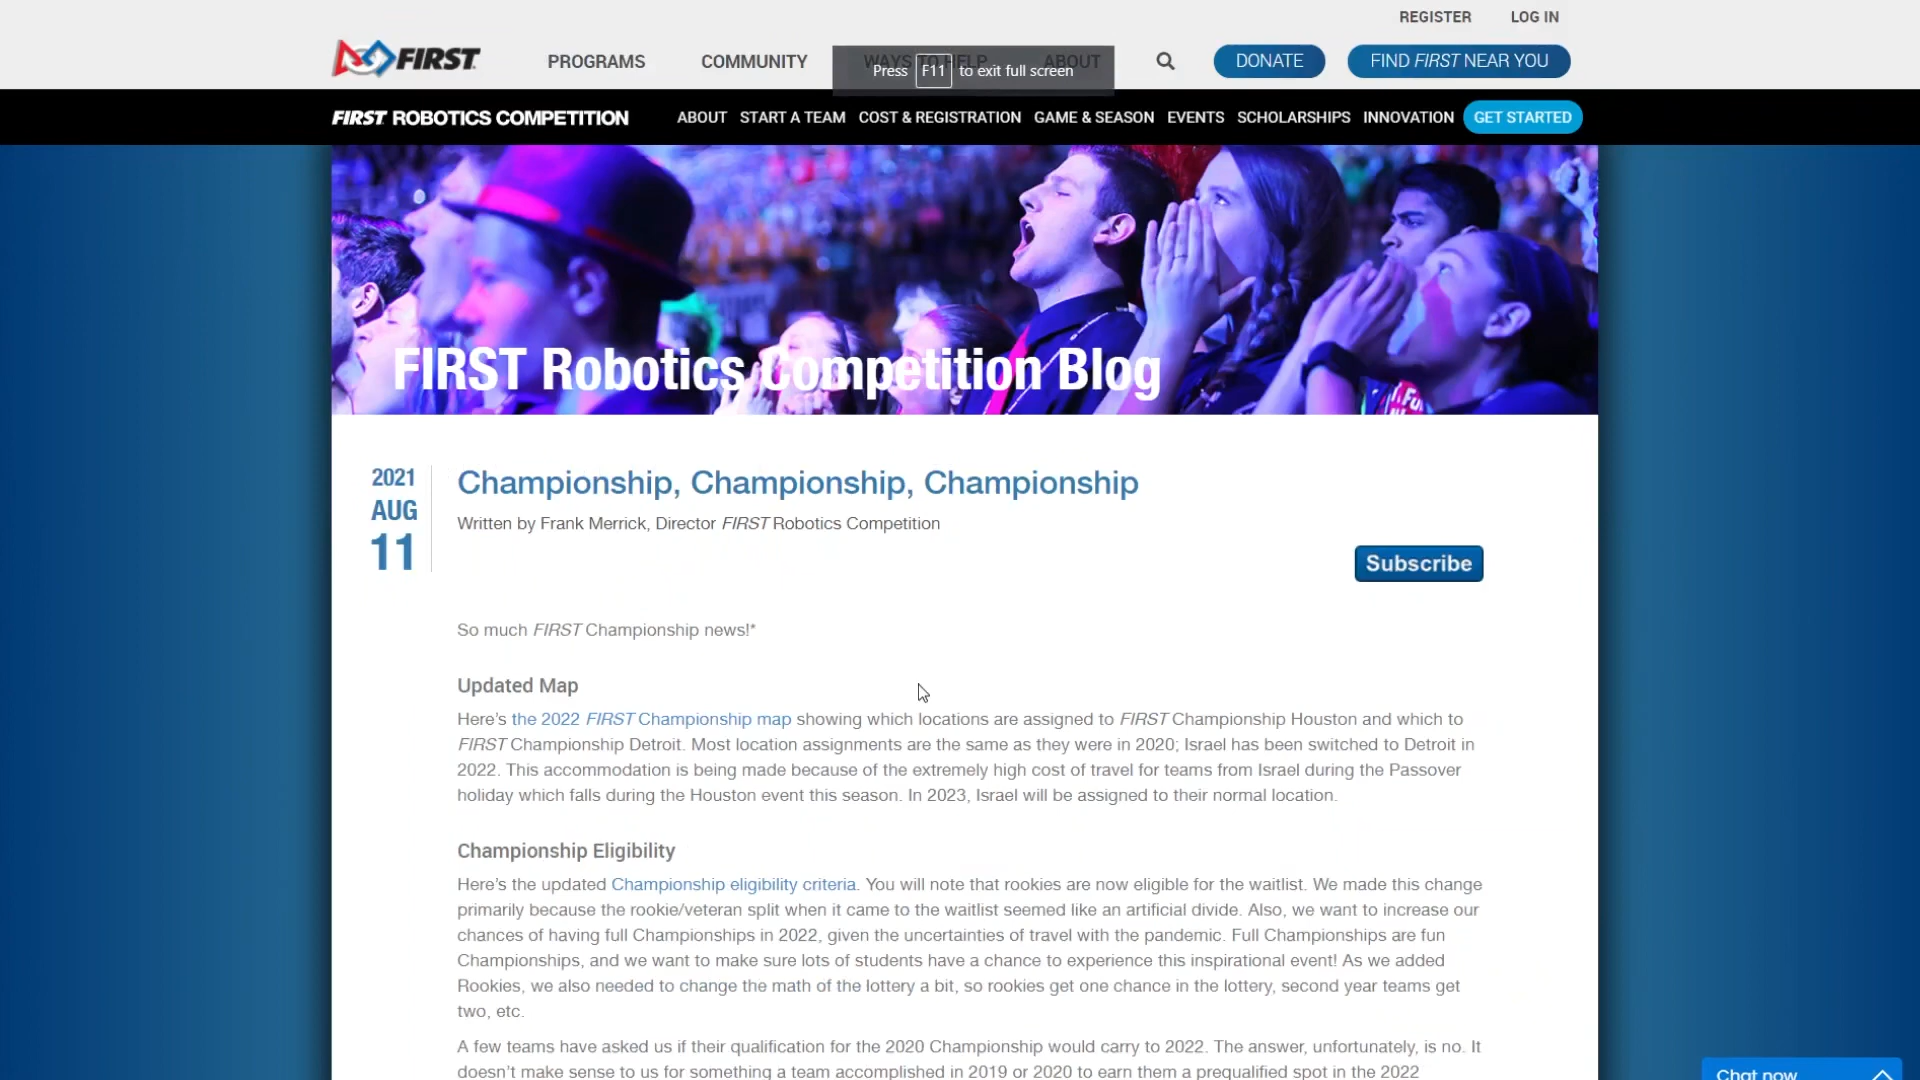 REGISTER LOG IN
FIRST PROGRAMS COMMUNITY WAYS TO HELP ABOUT DONATE FIND FIRST NEAR YOU
Press F11 to exit full screen
FIRST ROBOTICS COMPETITION ABOUT START A TEAM COST & REGISTRATION GAME & SEASON EVENTS SCHOLARSHIPS INNOVATION GET STARTED
FIRST Robotics Competition Blog
2021
AUG
11
Championship, Championship, Championship
Written by Frank Merrick, Director FIRST Robotics Competition
Subscribe
So much FIRST Championship news!*
Updated Map
Here's the 2022 FIRST Championship map showing which locations are assigned to FIRST Championship Houston and which to
FIRST Championship Detroit. Most location assignments are the same as they were in 2020; Israel has been switched to Detroit in
2022. This accommodation is being made because of the extremely high cost of travel for teams from Israel during the Passover
holiday which falls during the Houston event this season. In 2023, Israel will be assigned to their normal location.
Championship Eligibility
Here's the updated Championship eligibility criteria. You will note that rookies are now eligible for the waitlist. We made this change
primarily because the rookie/veteran split when it came to the waitlist seemed like an artificial divide. Also, we want to increase our
chances of having full Championships in 2022, given the uncertainties of travel with the pandemic. Full Championships are fun
Championships, and we want to make sure lots of students have a chance to experience this inspirational event! As we added
Rookies, we also needed to change the math of the lottery a bit, so rookies get one chance in the lottery, second year teams get
two, etc.
A few teams have asked us if their qualification for the 2020 Championship would carry to 2022. The answer, unfortunately, is no. It
doesn't make sense to us for something a team accomplished in 2019 or 2020 to earn them a prequalified spot in the 2022
Chat now